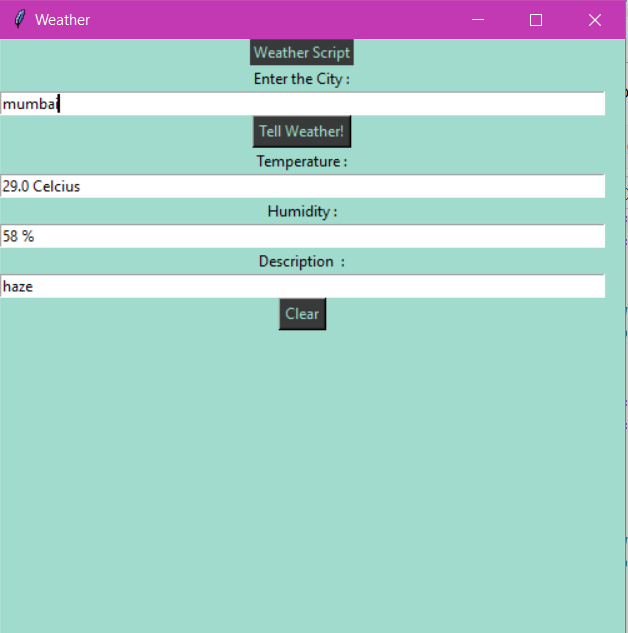 Weather
Weather Script
Enter the City :
mumbai
Tell Weather!
Temperature :
29.0 Celcius
Humidity :
58 %
Description  :
haze
Clear